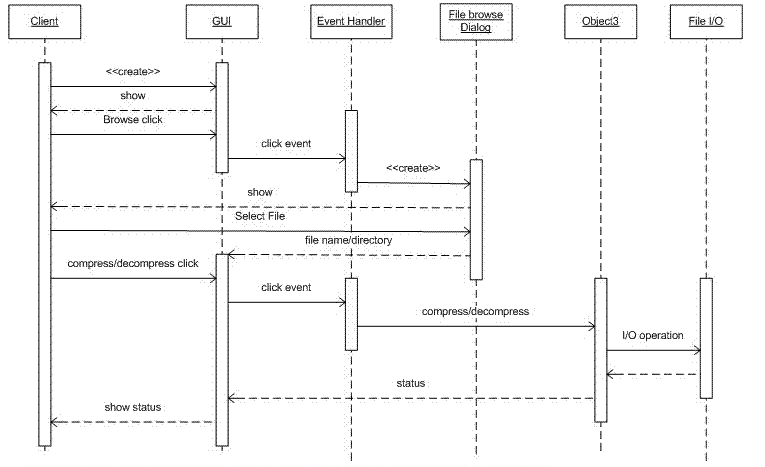 Client
GUI
Event Handler
File browse
Dialog
Object3
File I/O
<<create>>
show
Browse click
click event
<<create>>
show
Select File
file name/directory
compress/decompress click
click event
compress/decompress
I/O operation
status
show status